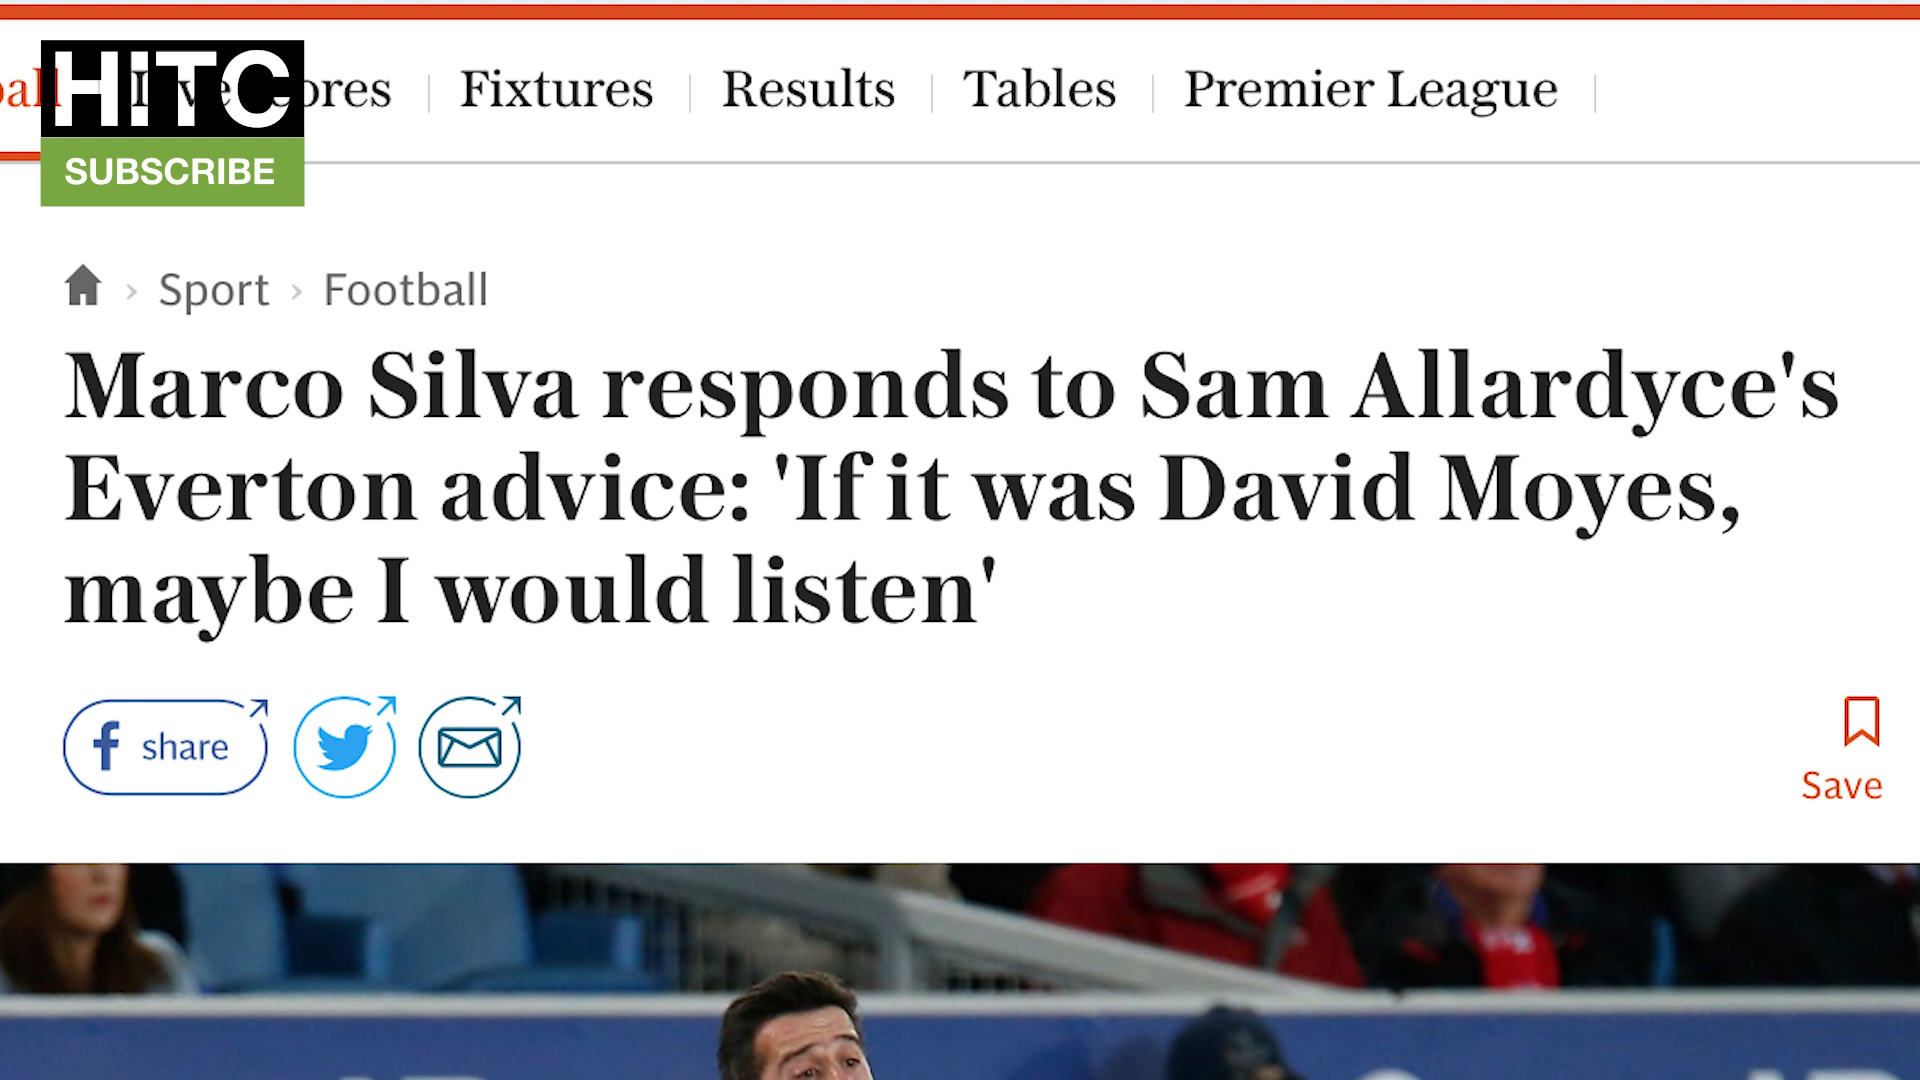 HITC
SUBSCRIBE
Fixtures
Results
Tables
Premier League
Sport
Football
Marco Silva responds to Sam Allardyce's
Everton advice: 'If it was David Moyes,
maybe I would listen'
share
Save